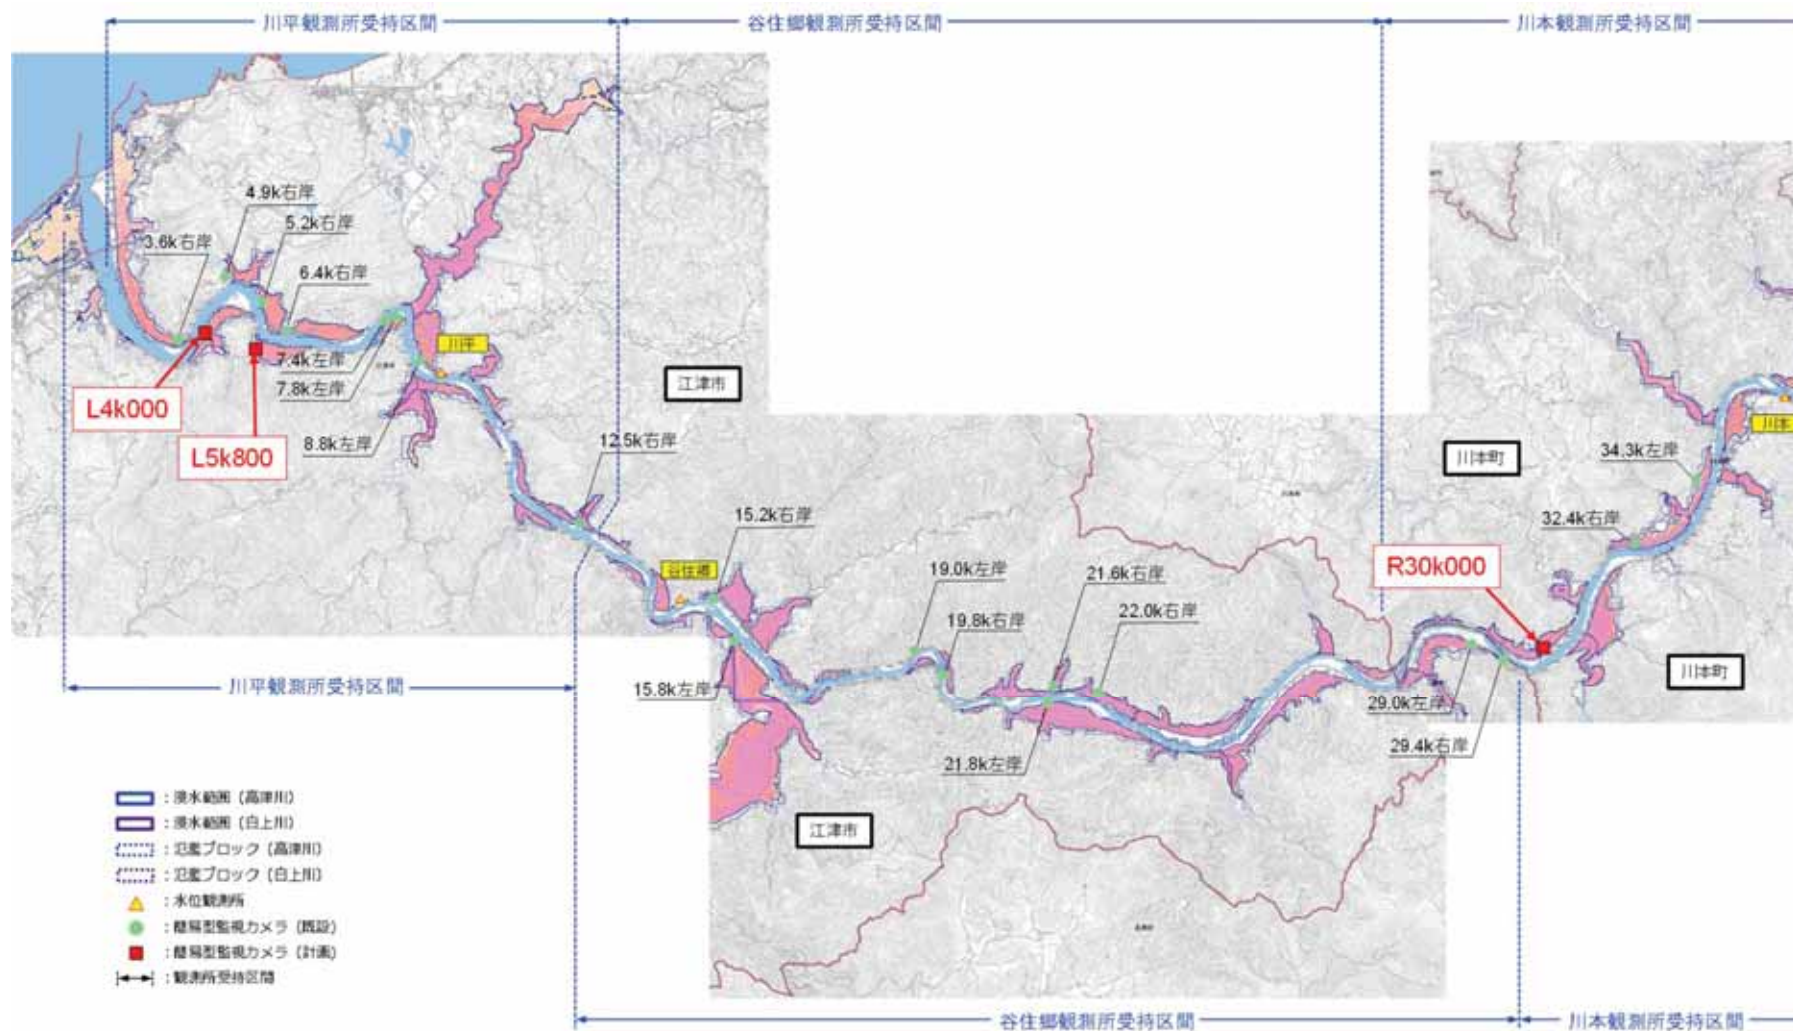 川平観測所受持区間
谷住郷観測所受持区間
川本観測所受持区間
4.9k右岸
5.2k右岸
3.6k右岸
6.4k右岸
7.4k左岸
7.8k左岸
川平
L4k000
L5k800
8.8k左岸
江津市
12.5k右岸
15.2k右岸
谷住郷
川本
川本町
34.3k左岸
32.4k右岸
R30k000
19.0k左岸
21.6k右岸
19.8k右岸
22.0k右岸
川本町
川平観測所受持区間
15.8k左岸
29.0k左岸
29.4k右岸
21.8k左岸
江津市
：浸水範囲（高津川）
：浸水範囲（白上川）
：氾濫ブロック（高津川）
：氾濫ブロック（白上川）
：水位観測所
：簡易型監視カメラ（既設）
：簡易型監視カメラ（計画）
：観測所受持区間
谷住郷観測所受持区間
川本観測所受持区間